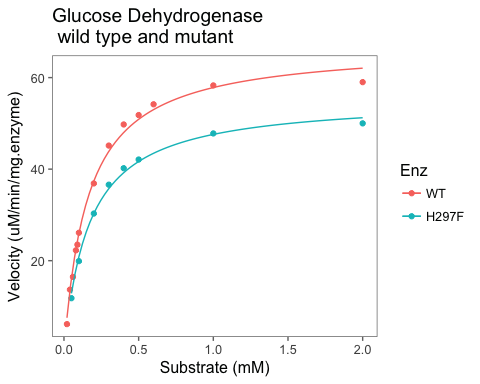 Glucose Dehydrogenase
wild type and mutant
Velocity (uM/min/mg.enzyme)
60
40
20
0.0 0.5 1.0 1.5 2.0
Substrate (mM)
Enz
WT
H297F